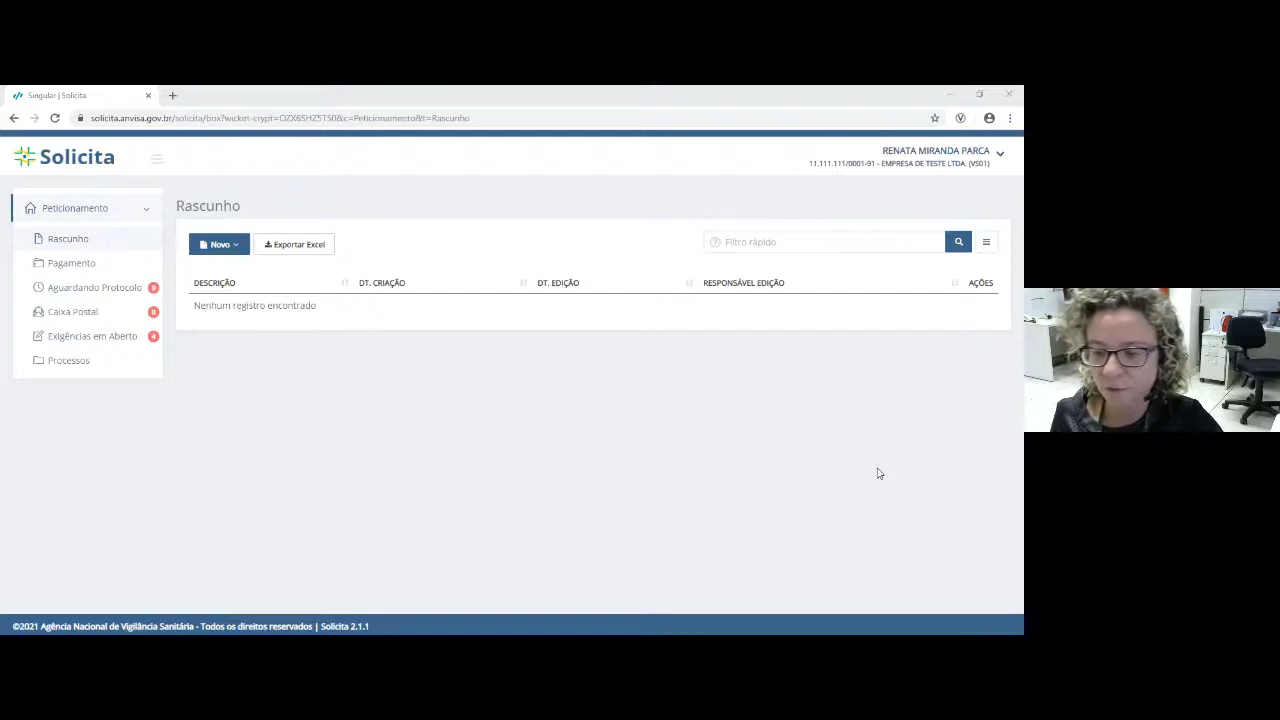 Singular | Solicita
solicita.anvisa.gov.br/solicita/box?wicket-crypt=OZX6SHZ5T50&c=Peticionamento&l=Rascunho
Solicita
RENATA MIRANDA PARCA
11.111.111/0001-91 - EMPRESA DE TESTE LTDA. (VS01)
Peticionamento
Rascunho
Pagamento
Aguardando Protocolo 9
Caixa Postal 8
Exigências em Aberto 4
Processos
Rascunho
Novo
Exportar Excel
Filtro rápido
DESCRIÇÃO DT. CRIAÇÃO DT. EDIÇÃO RESPONSÁVEL EDIÇÃO AÇÕES
Nenhum registro encontrado
©2021 Agência Nacional de Vigilância Sanitária - Todos os direitos reservados | Solicita 2.1.1